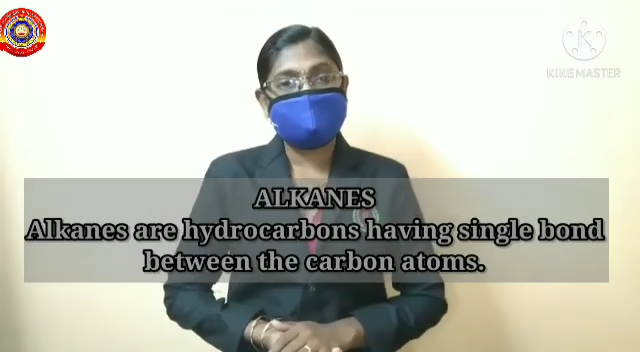 KINEMASTER
ALKANES
Alkanes are hydrocarbons having single bond
between the carbon atoms.